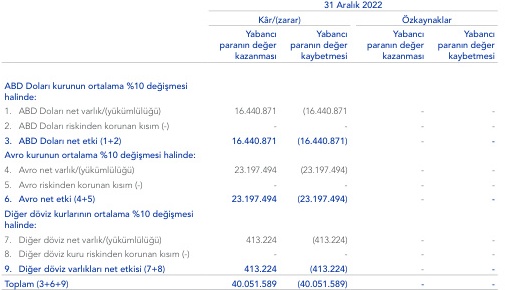 31 Aralık 2022
Kâr/(zarar) Özkaynaklar
Yabancı Yabancı Yabancı Yabancı
paranın değer paranın değer paranın değer paranın değer
kazanması kaybetmesi kazanması kaybetmesi
ABD Doları kurunun ortalama %10 değişmesi
halinde:
1. ABD Doları net varlık/(yükümlülüğü) 16.440.871 (16.440.871 - -
2. ABD Doları riskinden korunan kısım (-) - - - -
3. ABD Doları net etki (1+2) 16.440.871 (16.440.871) - -
Avro kurunun ortalama %10 değişmesi halinde:
4. Avro net varlık/(yükümlülüğü) 23.197.494 (23.197.494) - -
5. Avro riskinden korunan kısım (-) - - - -
6. Avro net etki (4+5) 23.197.494 (23.197.494) - -
Diğer döviz kurlarının ortalama %10 değişmesi
halinde:
7. Diğer döviz net varlık/(yükümlülüğü) 413.224 (413.224) - -
8. Diğer döviz kuru riskinden korunan kısım (-) - - - -
9. Diğer döviz varlıkları net etkisi (7+8) 413.224 (413.224) - -
Toplam (3+6+9) 40.051.589 (40.051.589) - -